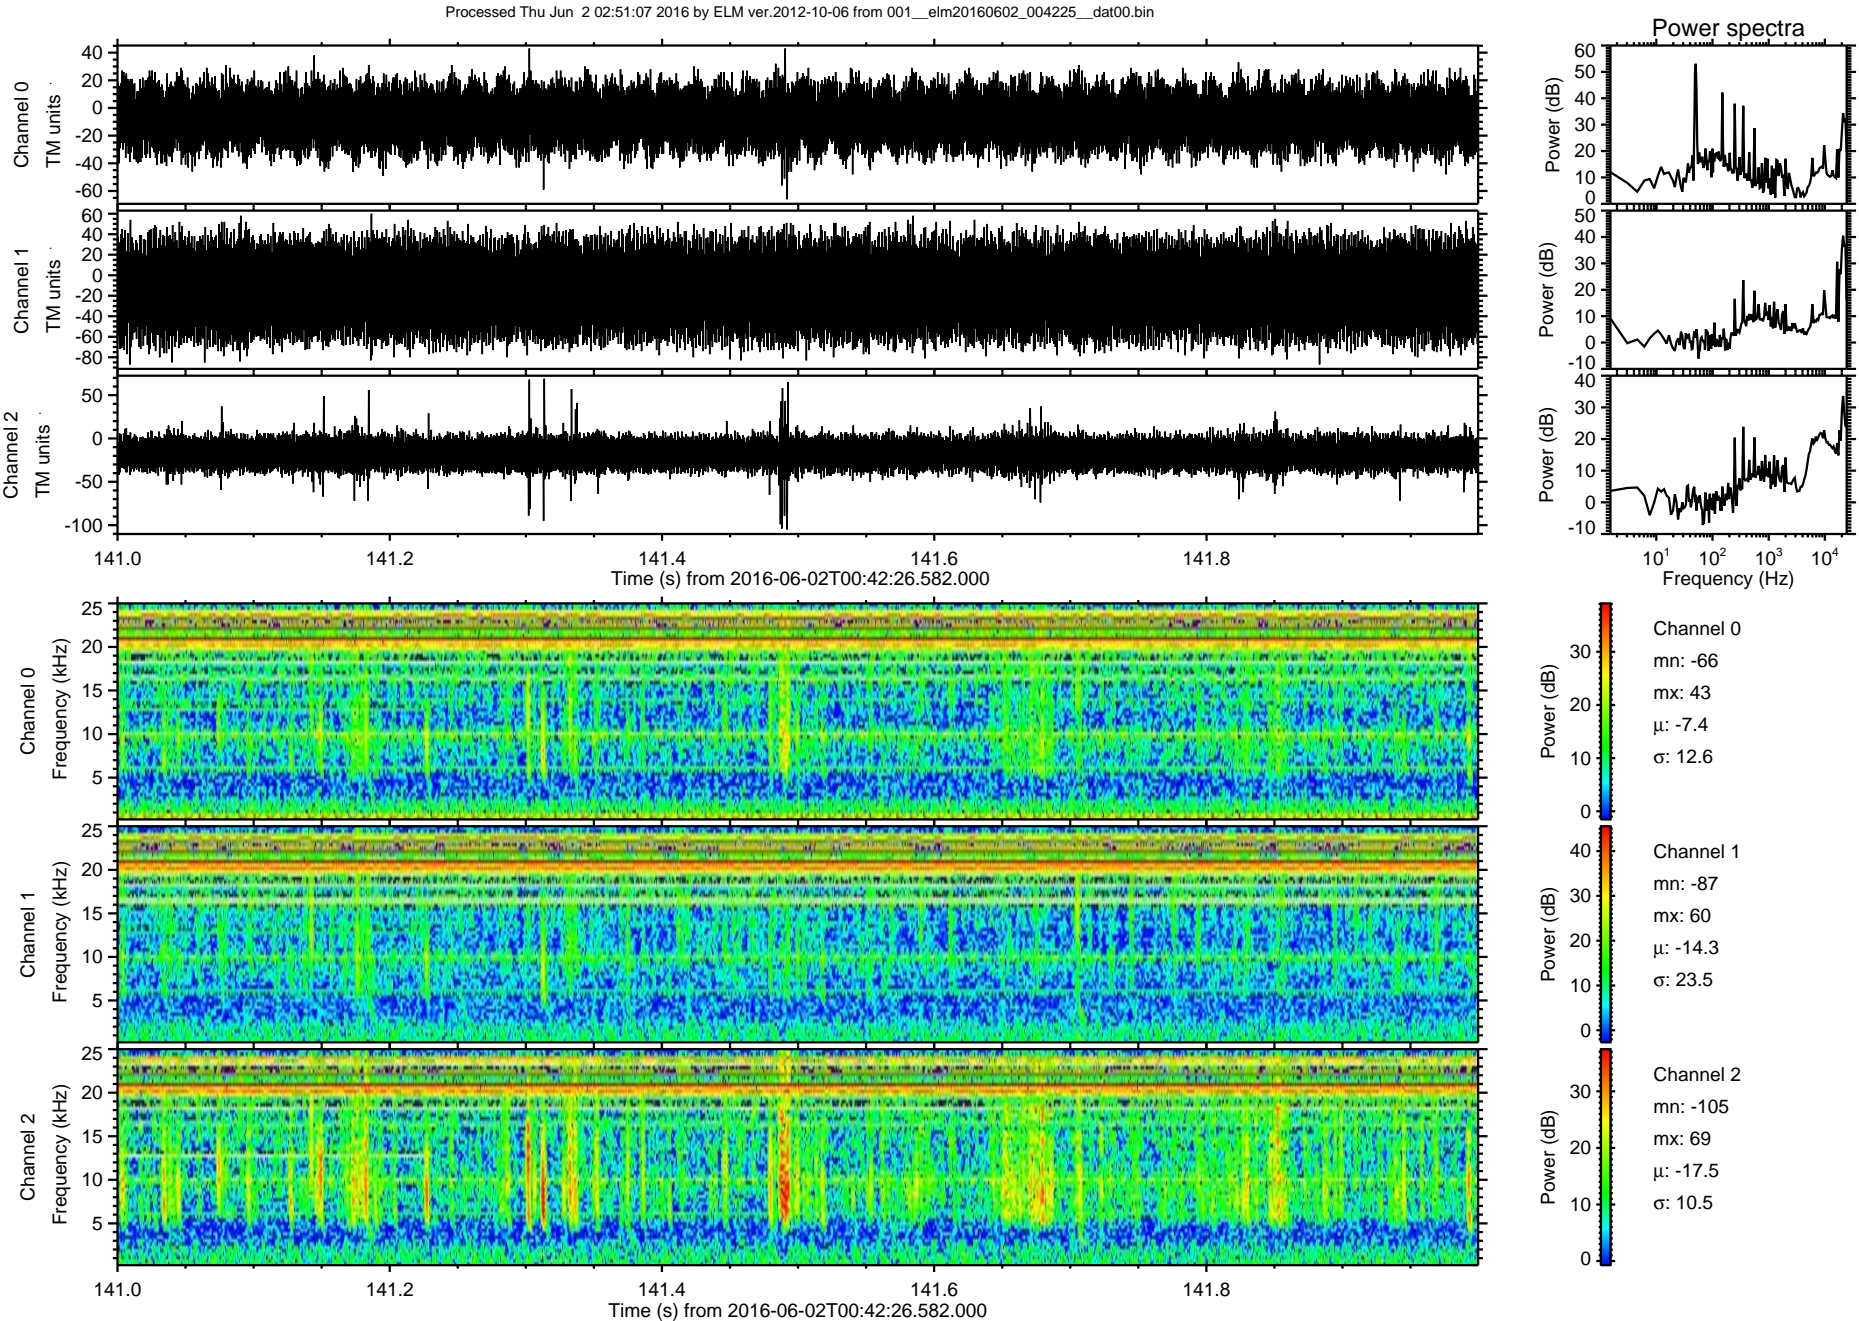 Processed Thu Jun  2 02:51:07 2016 by ELM ver.2012-10-06 from 001__elm20160602_004225__dat00.bin
Power spectra
Channel 0
TM units
40
20
0
-20
-40
-60
Power (dB)
60
50
40
30
20
10
0
Channel 1
TM units
60
40
20
0
-20
-40
-60
-80
Power (dB)
50
40
30
20
10
0
-10
Channel 2
TM units
50
0
-50
-100
Power (dB)
40
30
20
10
0
-10
141.0 141.2 141.4 141.6 141.8
Time (s) from 2016-06-02T00:42:26.582.000
10¹ 10² 10³ 10⁴
Frequency (Hz)
Channel 0
Frequency (kHz)
25
20
15
10
5
Power (dB)
30
20
10
0
Channel 0
mn: -66
mx: 43
μ: -7.4
σ: 12.6
Channel 1
Frequency (kHz)
25
20
15
10
5
Power (dB)
40
30
20
10
0
Channel 1
mn: -87
mx: 60
μ: -14.3
σ: 23.5
Channel 2
Frequency (kHz)
25
20
15
10
5
Power (dB)
30
20
10
0
Channel 2
mn: -105
mx: 69
μ: -17.5
σ: 10.5
141.0 141.2 141.4 141.6 141.8
Time (s) from 2016-06-02T00:42:26.582.000